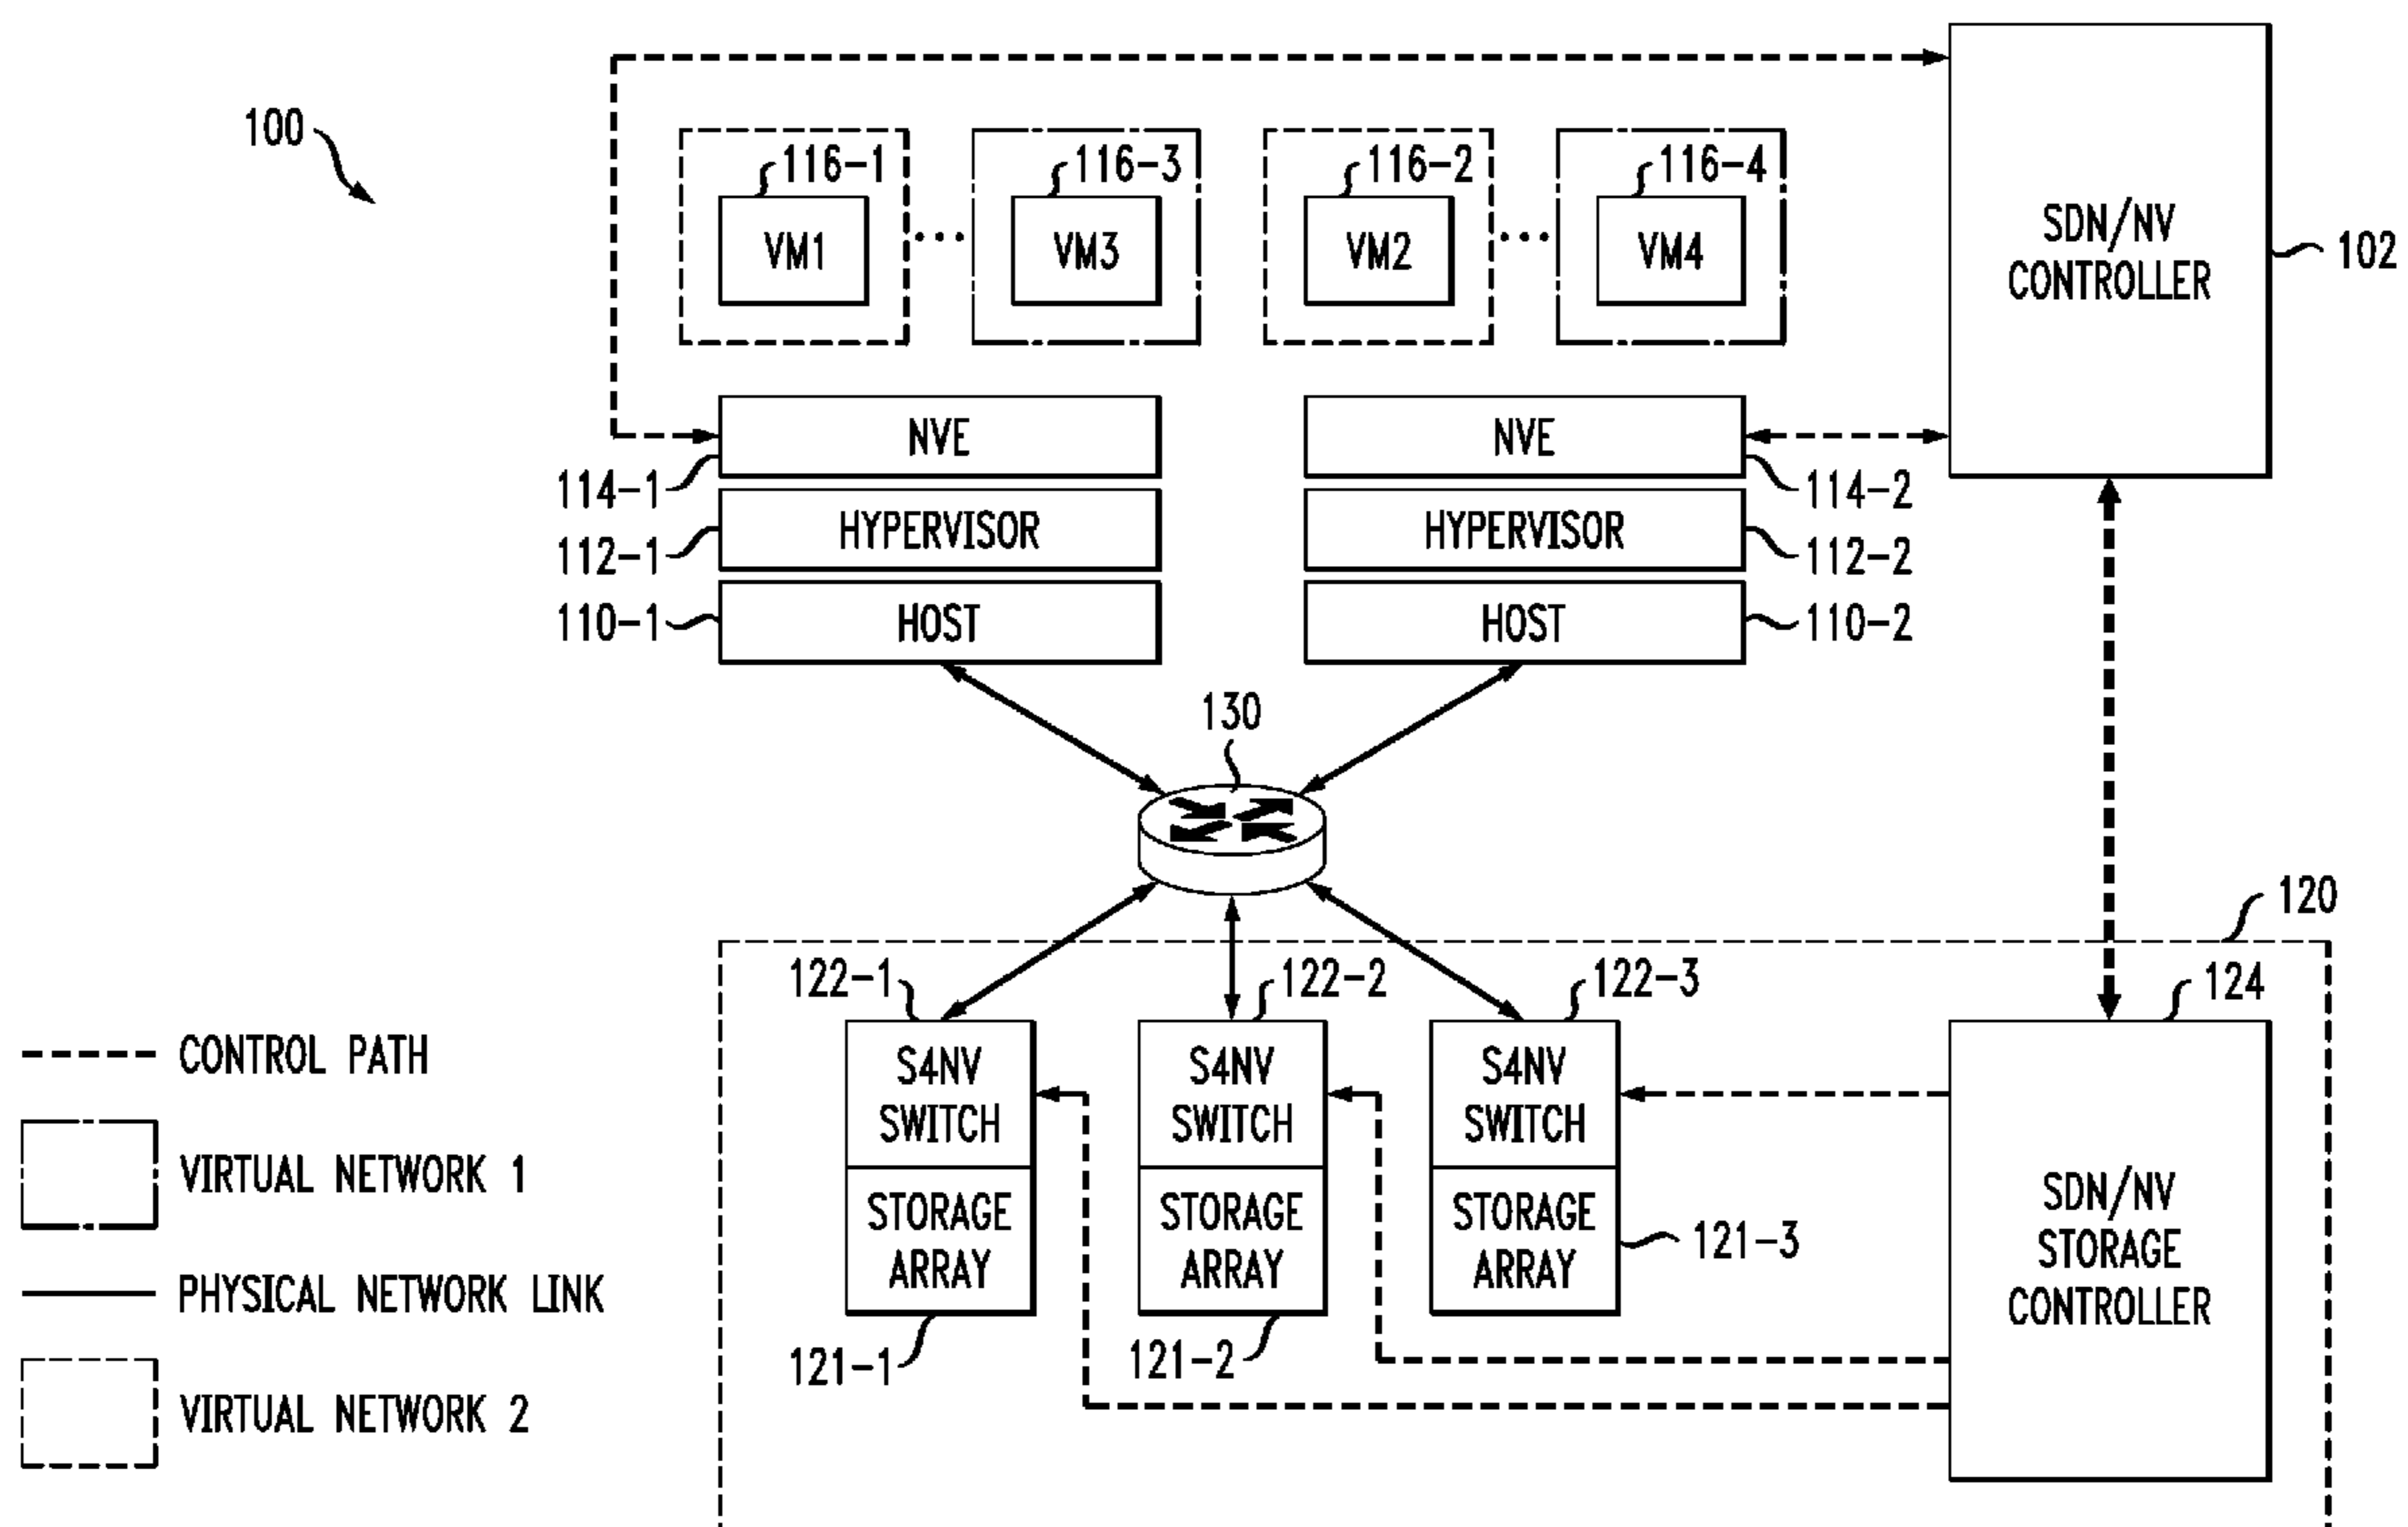 100
116-1
116-3
116-2
116-4
VM1
...
VM3
VM2
...
VM4
SDN/NV
CONTROLLER
102
NVE
NVE
114-1
114-2
HYPERVISOR
HYPERVISOR
112-1
112-2
HOST
HOST
110-1
110-2
130
120
122-1
122-2
122-3
124
S4NV
SWITCH
S4NV
SWITCH
S4NV
SWITCH
STORAGE
ARRAY
STORAGE
ARRAY
STORAGE
ARRAY
121-1
121-2
121-3
SDN/NV
STORAGE
CONTROLLER
CONTROL PATH
VIRTUAL NETWORK 1
PHYSICAL NETWORK LINK
VIRTUAL NETWORK 2